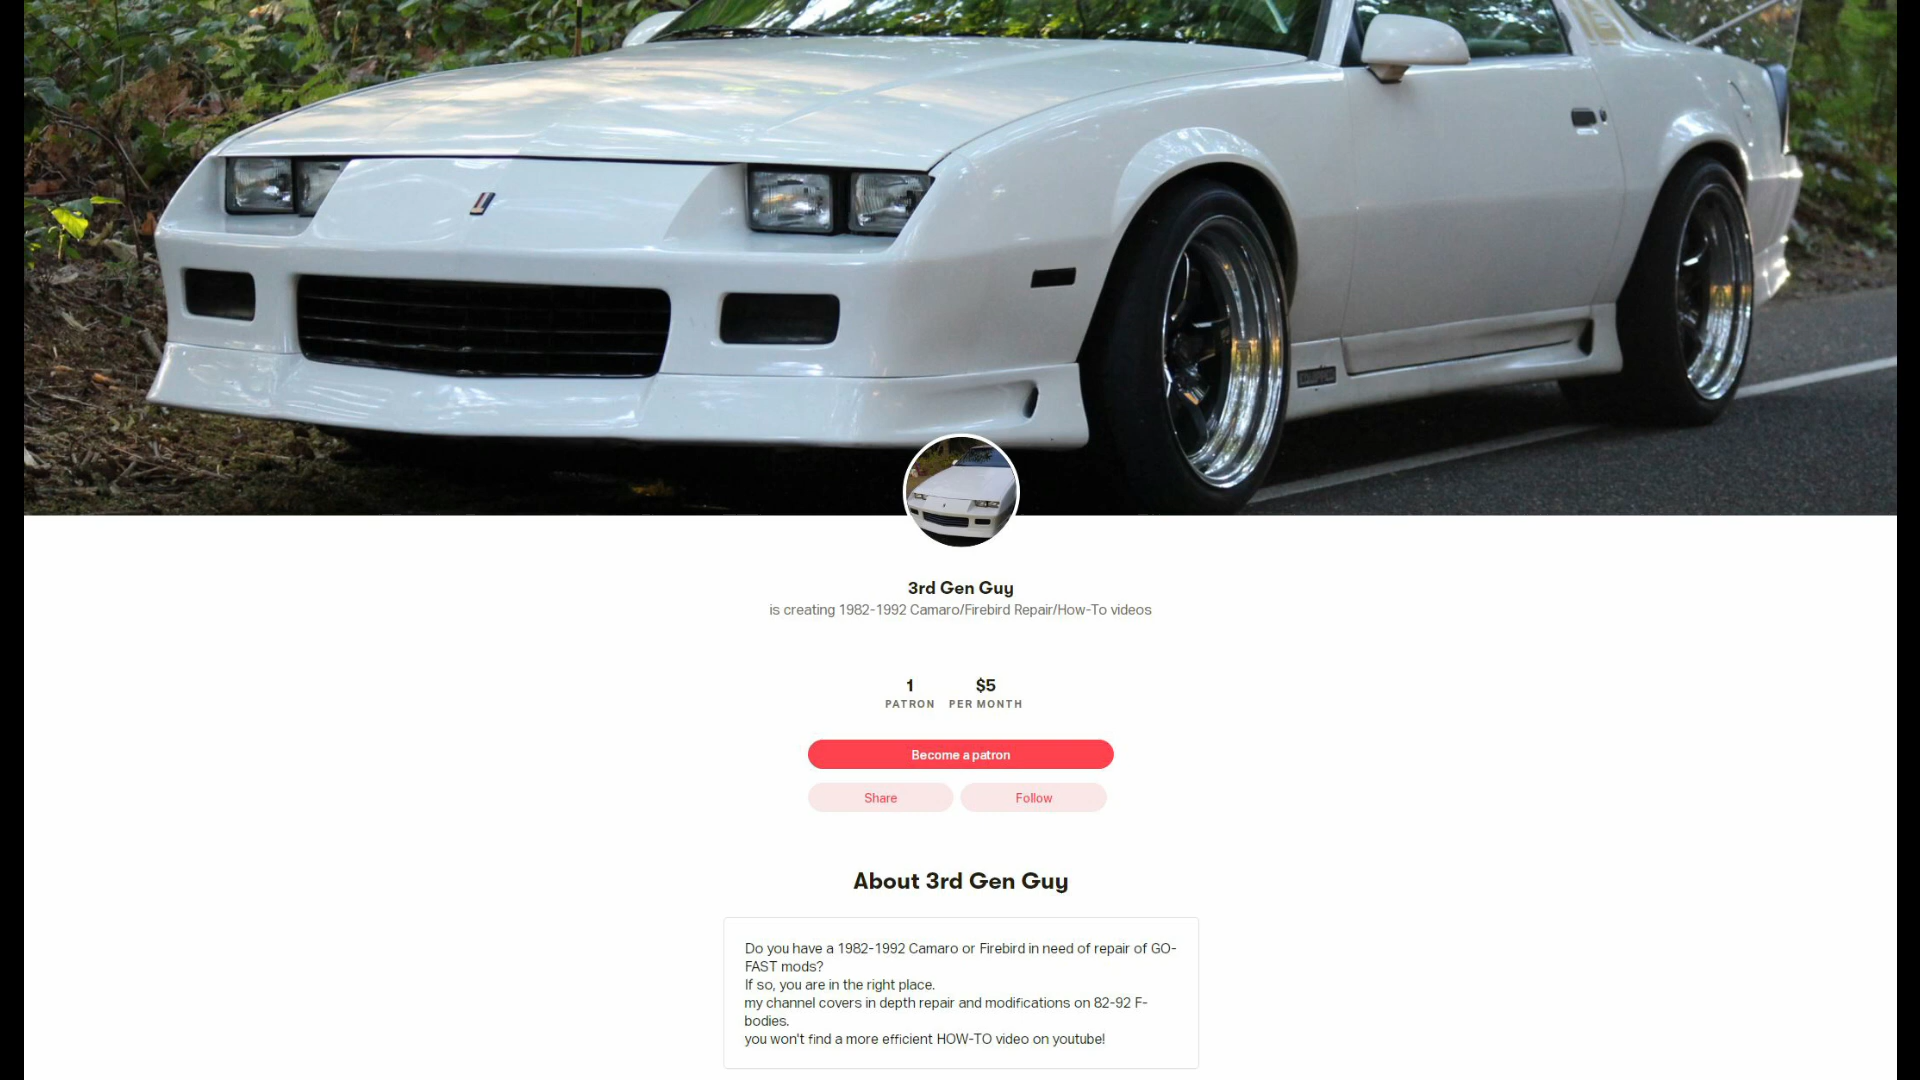 3rd Gen Guy
is creating 1982-1992 Camaro/Firebird Repair/How-To videos
1 $5
PATRON PER MONTH
Become a patron
Share Follow
About 3rd Gen Guy
Do you have a 1982-1992 Camaro or Firebird in need of repair of GO-
FAST mods?
If so, you are in the right place.
my channel covers in depth repair and modifications on 82-92 F-
bodies.
you won't find a more efficient HOW-TO video on youtube!